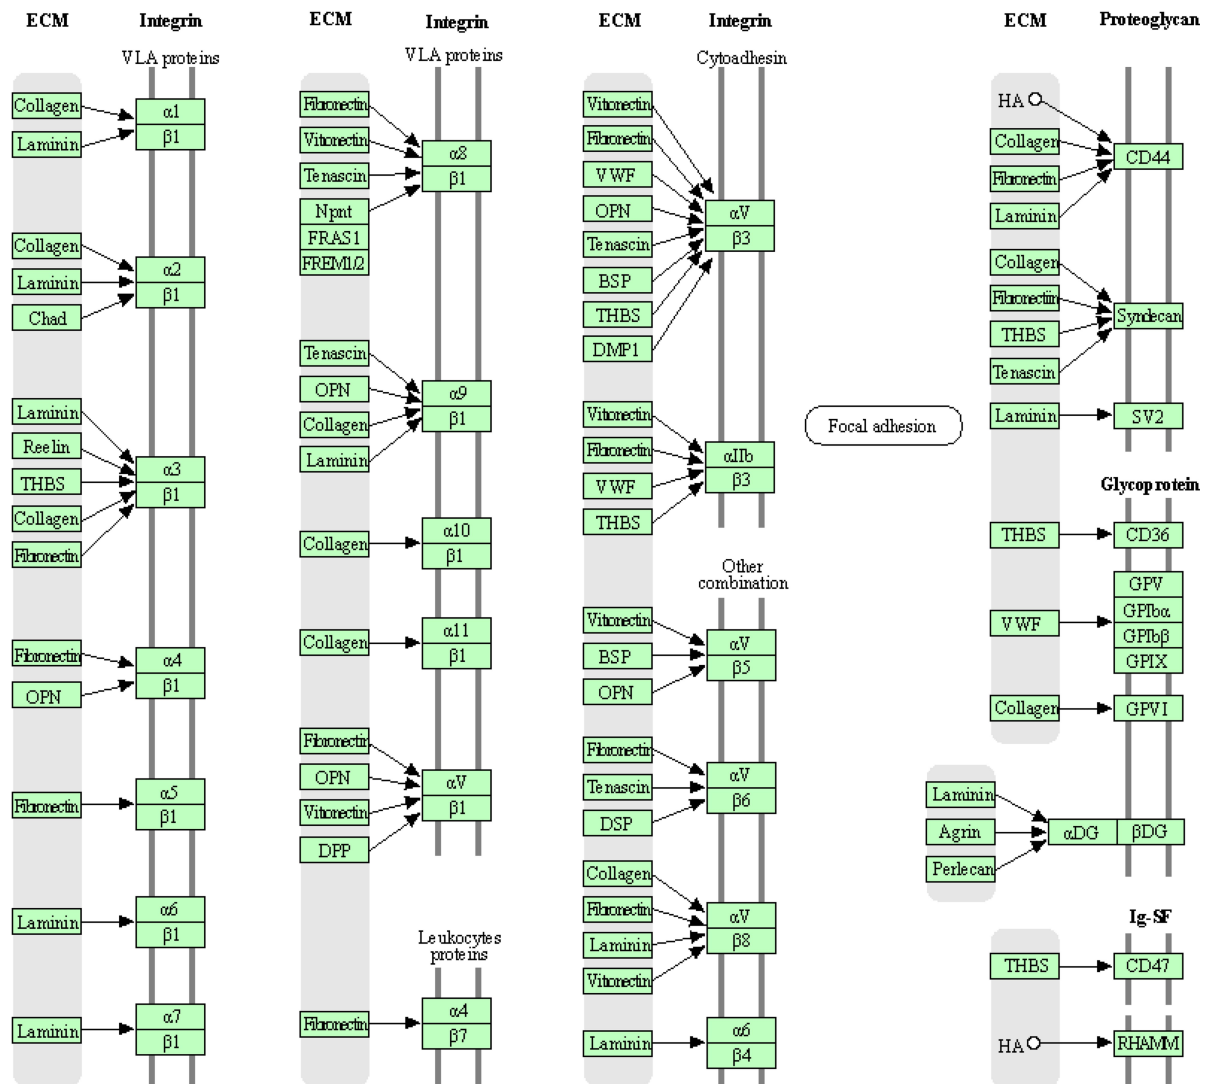 ECM
Integrin
VLA proteins
Collagen
Laminin
α1
β1
Collagen
Laminin
Chad
α2
β1
Laminin
Reelin
THBS
Collagen
Fibronectin
α3
β1
Fibronectin
OPN
α4
β1
Fibronectin
α5
β1
Laminin
α6
β1
Laminin
α7
β1
ECM
Integrin
VLA proteins
Fibronectin
Vitronectin
Tenascin
Npnt
FRAS1
FREM1/2
α8
β1
Tenascin
OPN
Collagen
Laminin
α9
β1
Collagen
α10
β1
Collagen
α11
β1
Fibronectin
OPN
Vitronectin
DPP
αV
β1
Leukocytes
proteins
Fibronectin
α4
β7
ECM
Integrin
Cytoadhesin
Vitronectin
Fibronectin
VWF
OPN
Tenascin
BSP
THBS
DMP1
αV
β3
Vitronectin
Fibronectin
VWF
THBS
αIIb
β3
Other
combination
Vitronectin
BSP
OPN
αV
β5
Fibronectin
Tenascin
DSP
αV
β6
Collagen
Fibronectin
Laminin
Vitronectin
αV
β8
Laminin
α6
β4
Focal adhesion
ECM
Proteoglycan
HA
Collagen
Fibronectin
Laminin
CD44
Collagen
Fibronectiin
THBS
Tenascin
Syndecan
Laminin
SV2
Glycoprotein
THBS
CD36
VWF
GPV
GPIbα
GPIbβ
GPIX
Collagen
GPVI
Laminin
Agrin
Perlecan
αDG
βDG
Ig-SF
THBS
CD47
HA
RHAMM